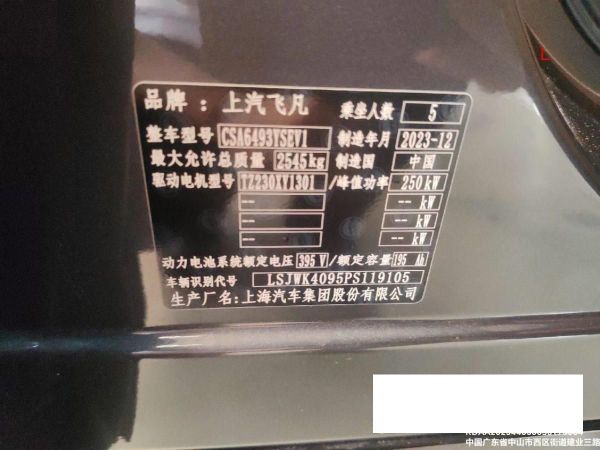 品牌：上汽飞凡 乘坐人数 5
整车型号 CSA6493YSEV1 制造年月 2023-12
最大允许总质量 2545kg 制造国 中国
驱动电机型号 TZ230XY1301 /峰值功率 250kW
-- -- kW
-- -- kW
-- -- kW
动力电池系统额定电压 395 V /额定容量 195 Ah
车辆识别代号 LSJWK4095PS119105
生产厂名:上海汽车集团股份有限公司
中国广东省中山市西区街道建业三路